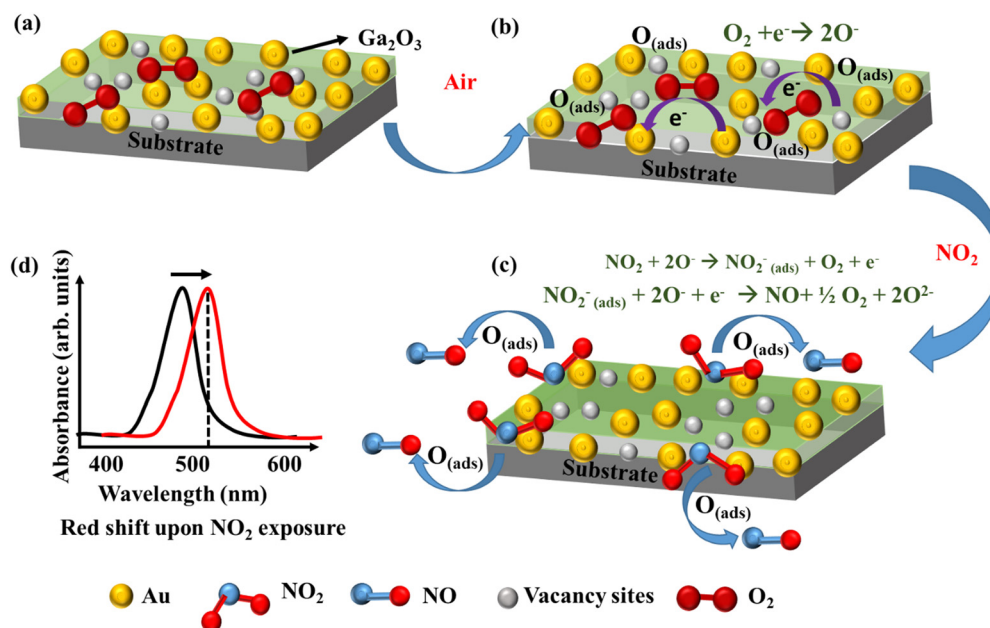 (a)
Ga₂O₃
Substrate
Air
(b)
O₂ +e⁻→ 2O⁻
O(ads)
O(ads)
O(ads)
e⁻
e⁻
O(ads)
Substrate
NO₂
(c)
NO₂ + 2O⁻ → NO₂⁻(ads) + O₂ + e⁻
NO₂⁻(ads) + 2O⁻ + e⁻ → NO+ ½ O₂ + 2O²⁻
O(ads)
O(ads)
O(ads)
Substrate
O(ads)
(d)
Absorbance (arb. units)
400 500 600
Wavelength (nm)
Red shift upon NO₂ exposure
Au
NO₂
NO
Vacancy sites
O₂